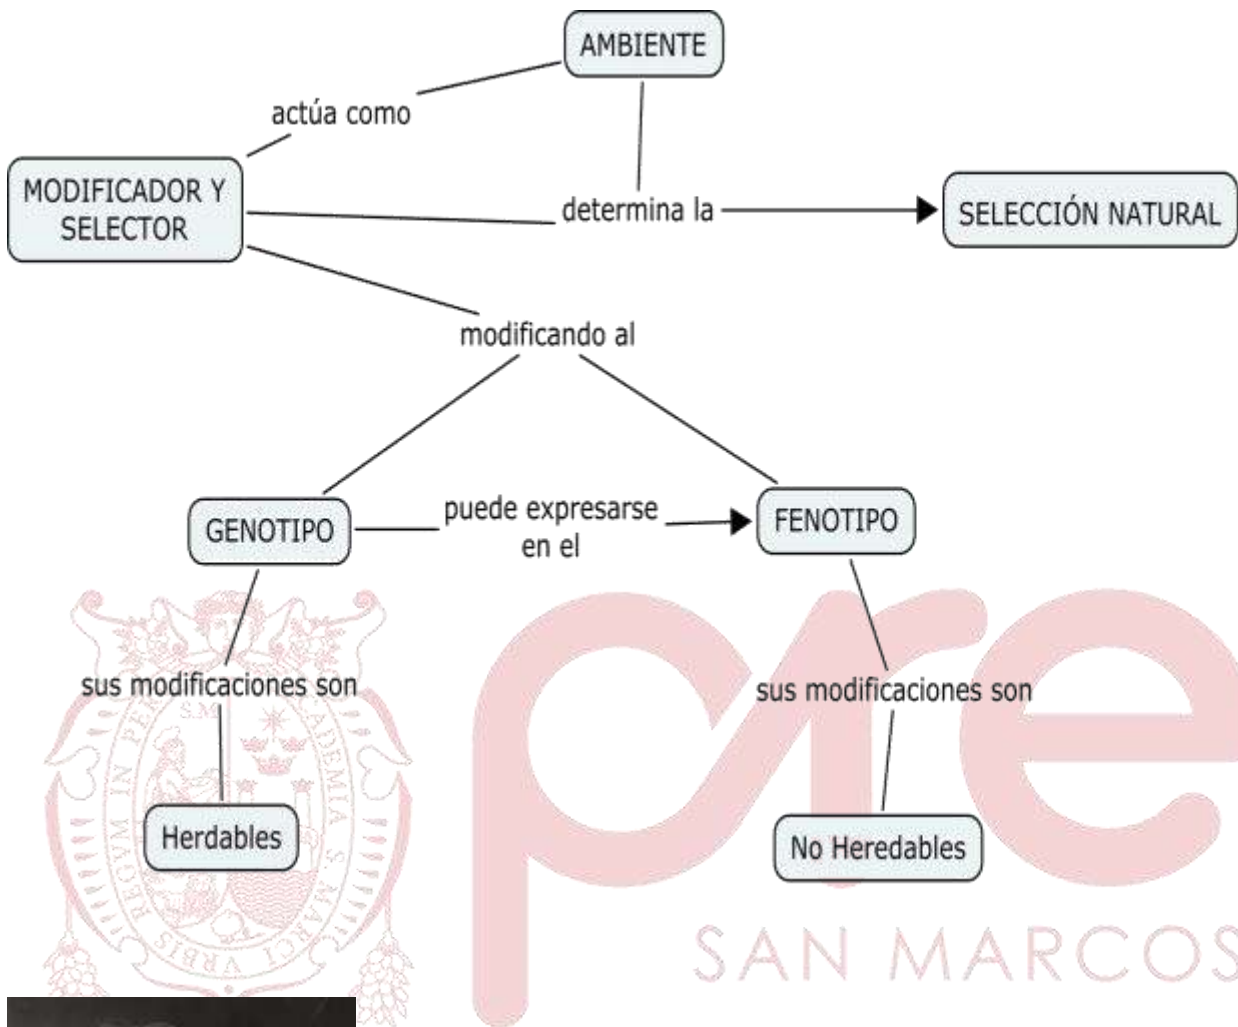 AMBIENTE
actúa como
MODIFICADOR Y
SELECTOR
determina la
SELECCIÓN NATURAL
modificando al
GENOTIPO
puede expresarse
en el
FENOTIPO
sus modificaciones son
sus modificaciones son
Herdables
No Heredables
pre
SAN MARCOS